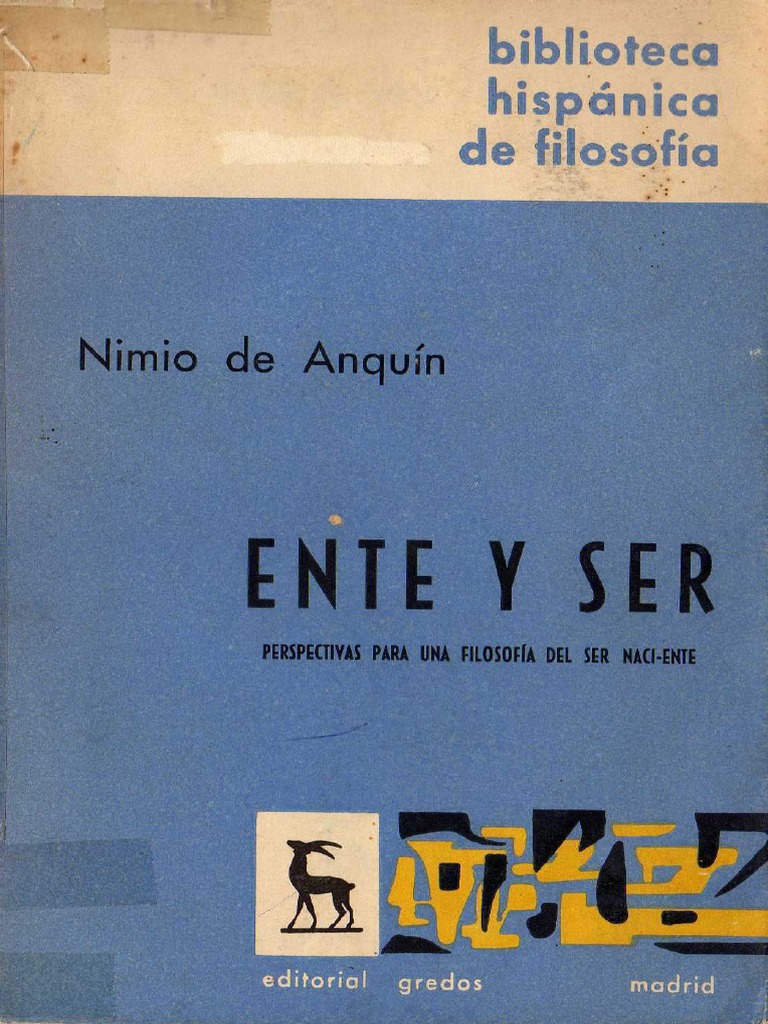 biblioteca
hispánica
de filosofía
Nimio de Anquín
ENTE Y SER
PERSPECTIVAS PARA UNA FILOSOFÍA DEL SER NACI-ENTE
editorial gredos madrid